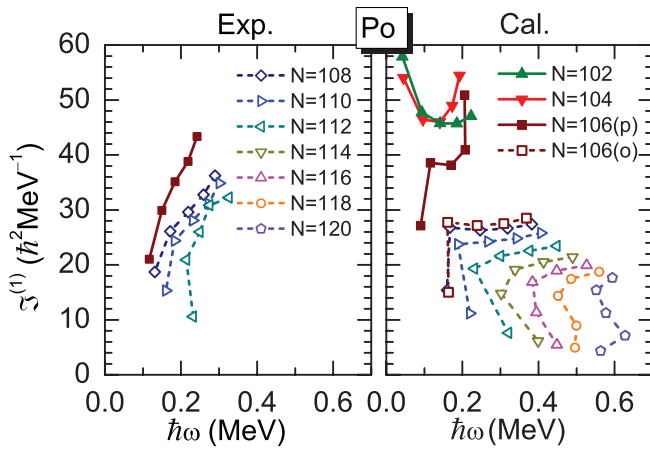 Exp.
Po
Cal.
ℑ⁽¹⁾ (ℏ²MeV⁻¹)
60
50
40
30
20
10
0
N=108
N=110
N=112
N=114
N=116
N=118
N=120
N=102
N=104
N=106(p)
N=106(o)
0.0 0.2 0.4 0.6
0.0 0.2 0.4 0.6
ℏω (MeV)
ℏω (MeV)